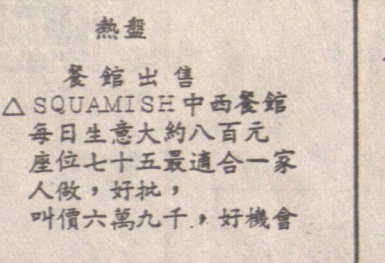 熱盤
餐館出售
△SQUAMISH中西餐館
每日生意大約八百元
座位七十五最適合一家
人做，好批，
叫價六萬九千，好機會